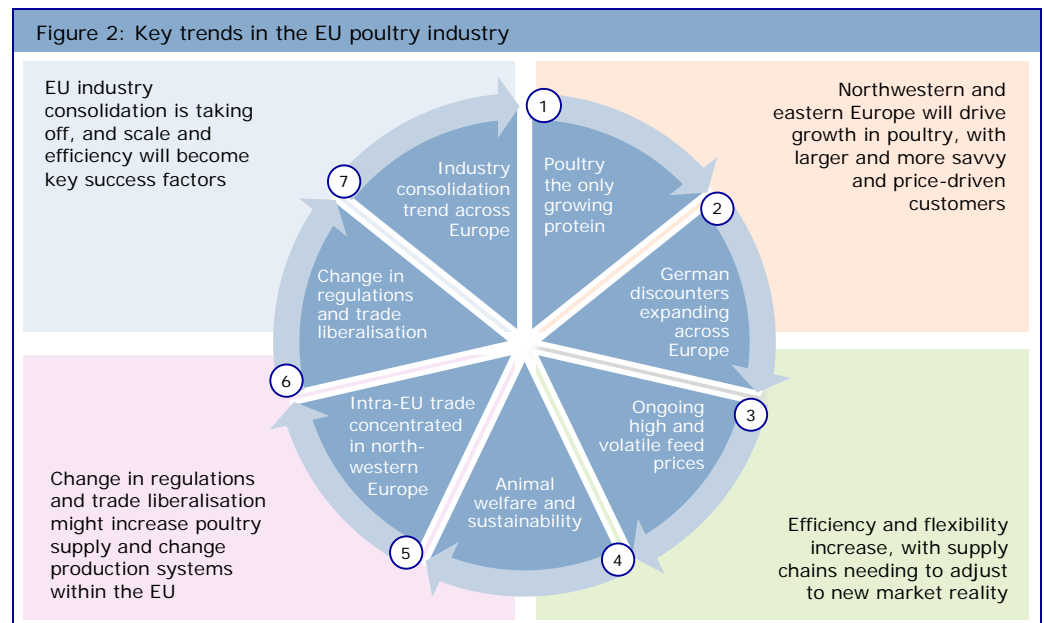 Figure 2: Key trends in the EU poultry industry
EU industry
consolidation is taking
off, and scale and
efficiency will become
key success factors
Northwestern and
eastern Europe will drive
growth in poultry, with
larger and more savvy
and price-driven
customers
1
Poultry
the only
growing
protein
2
German
discounters
expanding
across
Europe
3
Ongoing
high and
volatile feed
prices
4
Animal
welfare and
sustainability
5
Intra-EU trade
concentrated
in north-
western
Europe
6
Change in
regulations
and trade
liberalisation
7
Industry
consolidation
trend across
Europe
Change in regulations
and trade liberalisation
might increase poultry
supply and change
production systems
within the EU
Efficiency and flexibility
increase, with supply
chains needing to adjust
to new market reality